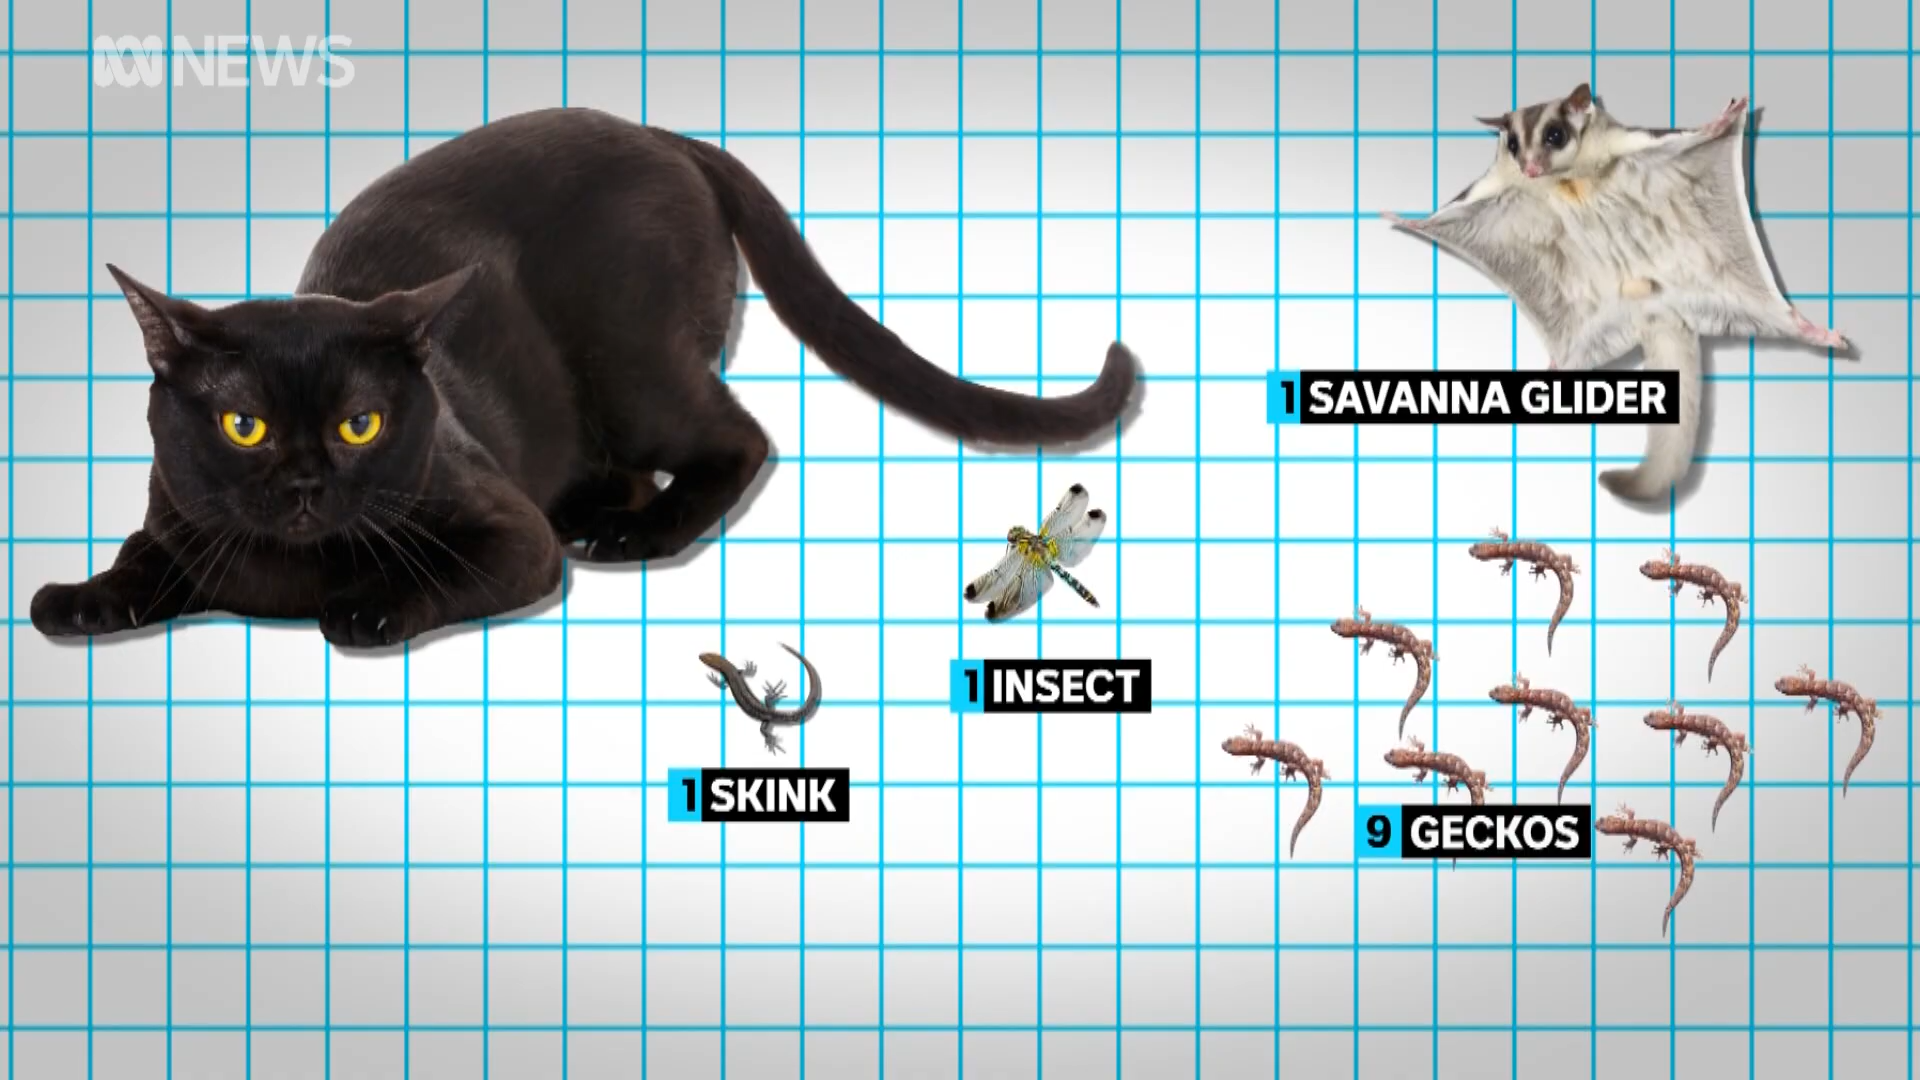 NEWS
1 SAVANNA GLIDER
1 INSECT
1 SKINK
9 GECKOS